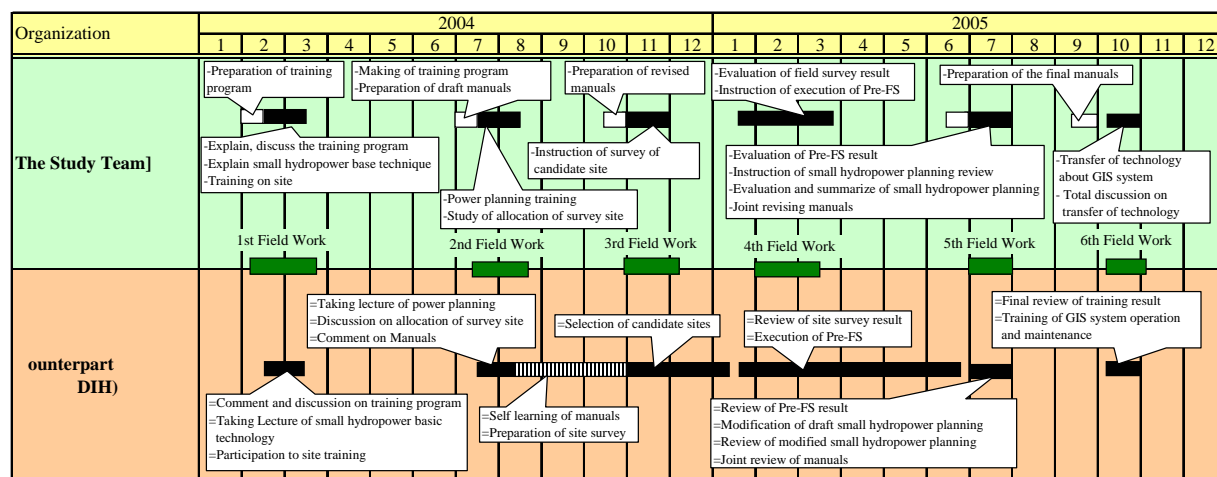 Organization
2004
2005
1 2 3 4 5 6 7 8 9 10 11 12 1 2 3 4 5 6 7 8 9 10 11 12
The Study Team]
-Preparation of training
program
-Making of training program
-Preparation of draft manuals
-Preparation of revised
manuals
-Evaluation of field survey result
-Instruction of execution of Pre-FS
-Preparation of the final manuals
-Explain, discuss the training program
-Explain small hydropower base technique
-Training on site
-Power planning training
-Study of allocation of survey site
-Instruction of survey of
candidate site
-Evaluation of Pre-FS result
-Instruction of small hydropower planning review
-Evaluation and summarize of small hydropower planning
-Joint revising manuals
-Transfer of technology
about GIS system
- Total discussion on
transfer of technology
1st Field Work
2nd Field Work
3rd Field Work
4th Field Work
5th Field Work
6th Field Work
ounterpart
DIH)
=Taking lecture of power planning
=Discussion on allocation of survey site
=Comment on Manuals
=Selection of candidate sites
=Review of site survey result
=Execution of Pre-FS
=Final review of training result
=Training of GIS system operation
and maintenance
=Comment and discussion on training program
=Taking Lecture of small hydropower basic
technology
=Participation to site training
=Self learning of manuals
=Preparation of site survey
=Review of Pre-FS result
=Modification of draft small hydropower planning
=Review of modified small hydropower planning
=Joint review of manuals